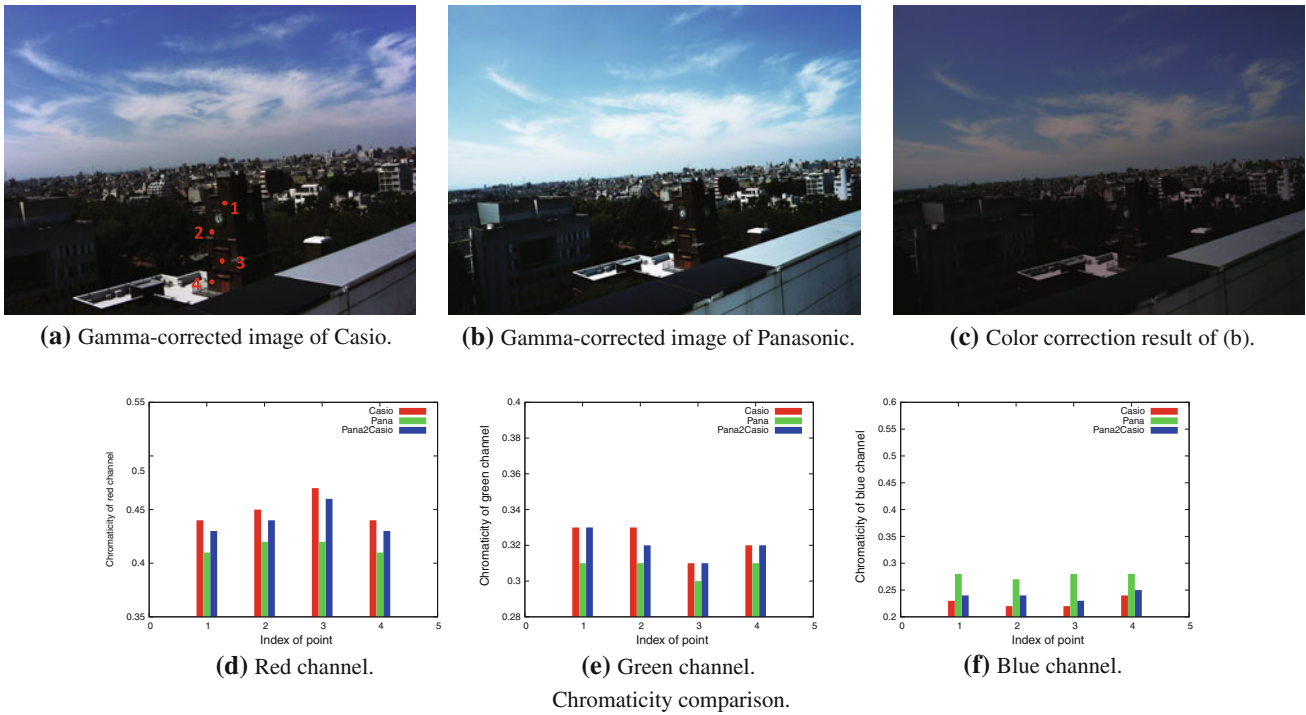 1
2
3
4
(a) Gamma-corrected image of Casio.
(b) Gamma-corrected image of Panasonic.
(c) Color correction result of (b).
Chromaticity of red channel
0.55
0.5
0.45
0.4
0.35
0 1 2 3 4 5
Index of point
Casio
Pana
Pana2Casio
(d) Red channel.
Chromaticity of green channel
0.4
0.38
0.36
0.34
0.32
0.3
0.28
0 1 2 3 4 5
Index of point
Casio
Pana
Pana2Casio
(e) Green channel.
Chromaticity of blue channel
0.6
0.55
0.5
0.45
0.4
0.35
0.3
0.25
0.2
0 1 2 3 4 5
Index of point
Casio
Pana
Pana2Casio
(f) Blue channel.
Chromaticity comparison.